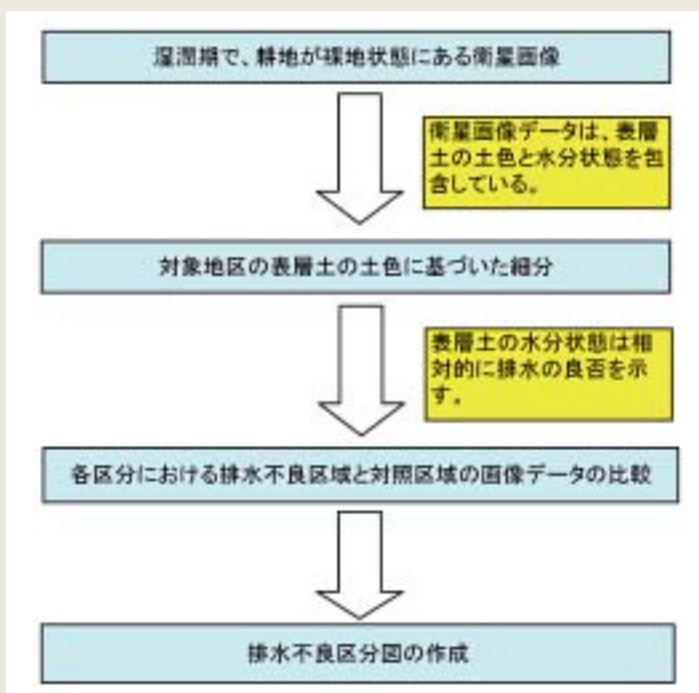 湿潤期で、耕地が裸地状態にある衛星画像
衛星画像データは、表層
土の土色と水分状態を包
含している。
対象地区の表層土の土色に基づいた細分
表層土の水分状態は相
対的に排水の良否を示
す。
各区分における排水不良区域と対照区域の画像データの比較
排水不良区分図の作成